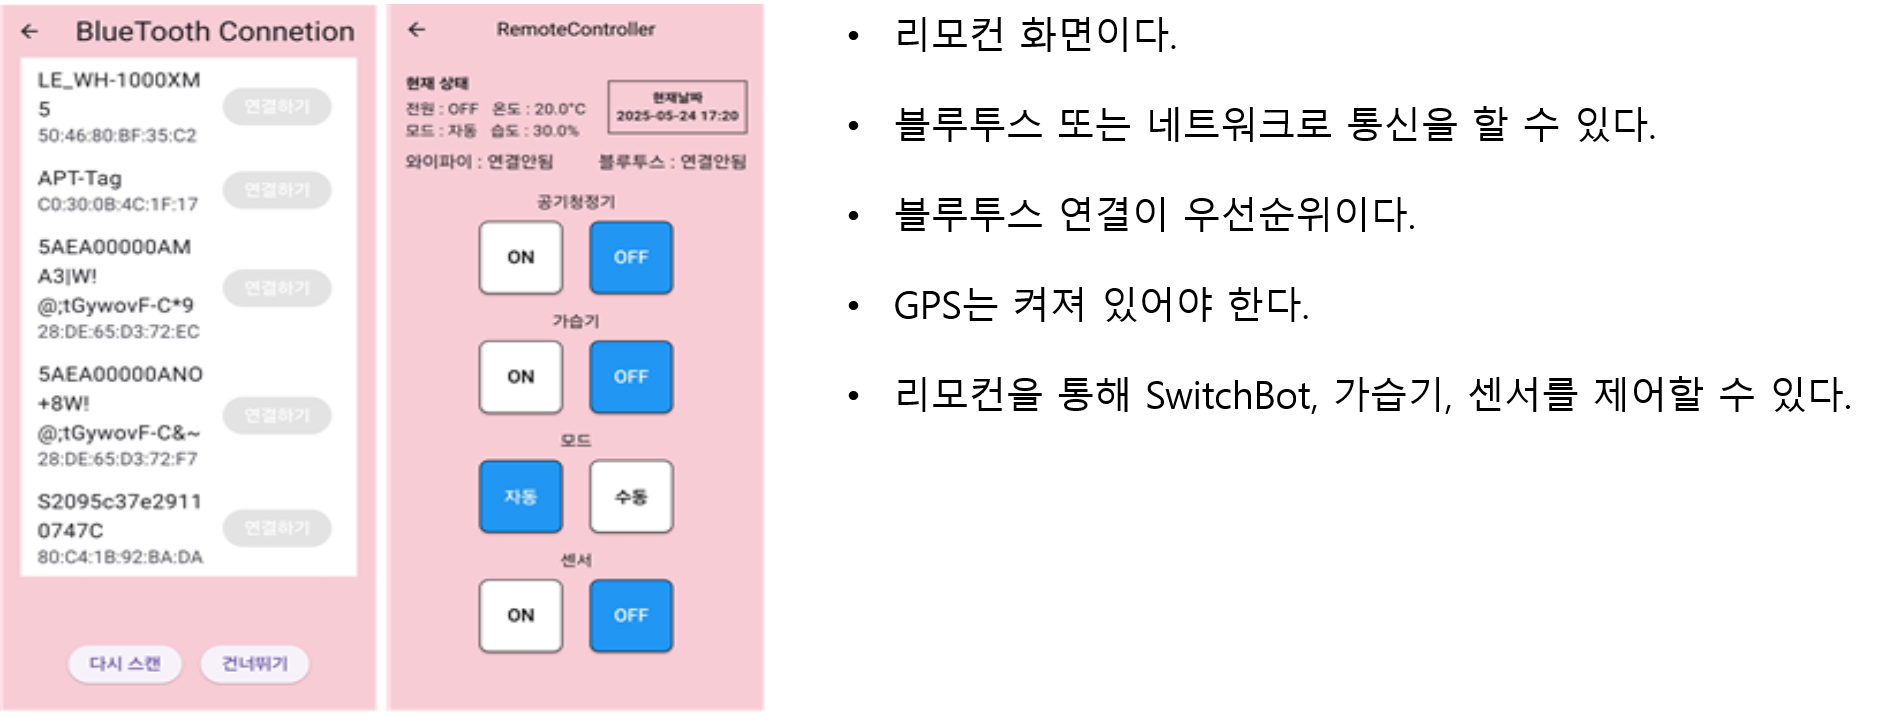 ← BlueTooth Connetion
LE_WH-1000XM
5
50:46:80:BF:35:C2
연결하기
APT-Tag
C0:30:0B:4C:1F:17
연결하기
5AEA00000AM
A3|W!
@;tGywovF-C*9
28:DE:65:D3:72:EC
연결하기
5AEA00000ANO
+8W!
@;tGywovF-C&~
28:DE:65:D3:72:F7
연결하기
S2095c37e2911
0747C
80:C4:1B:92:BA:DA
연결하기
다시 스캔
건너뛰기
← RemoteController
현재 상태
전원 : OFF 온도 : 20.0°C
모드 : 자동 습도 : 30.0%
현재날짜
2025-05-24 17:20
와이파이 : 연결안됨 블루투스 : 연결안됨
공기청정기
ON OFF
가습기
ON OFF
모드
자동 수동
센서
ON OFF
• 리모컨 화면이다.
• 블루투스 또는 네트워크로 통신을 할 수 있다.
• 블루투스 연결이 우선순위이다.
• GPS는 켜져 있어야 한다.
• 리모컨을 통해 SwitchBot, 가습기, 센서를 제어할 수 있다.